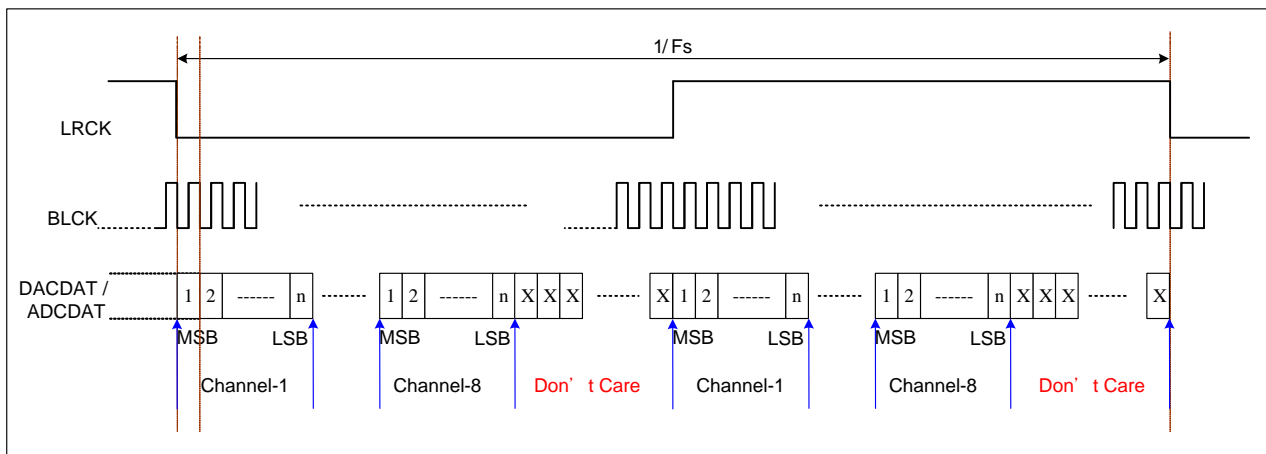 1/ Fs
LRCK
BLCK
DACDAT /
ADCDAT
1 2 ------ n 1 2 ------ n X X X X 1 2 ------ n 1 2 ------ n X X X X
MSB LSB MSB LSB MSB LSB MSB LSB
Channel-1 Channel-8 Don' t Care Channel-1 Channel-8 Don' t Care